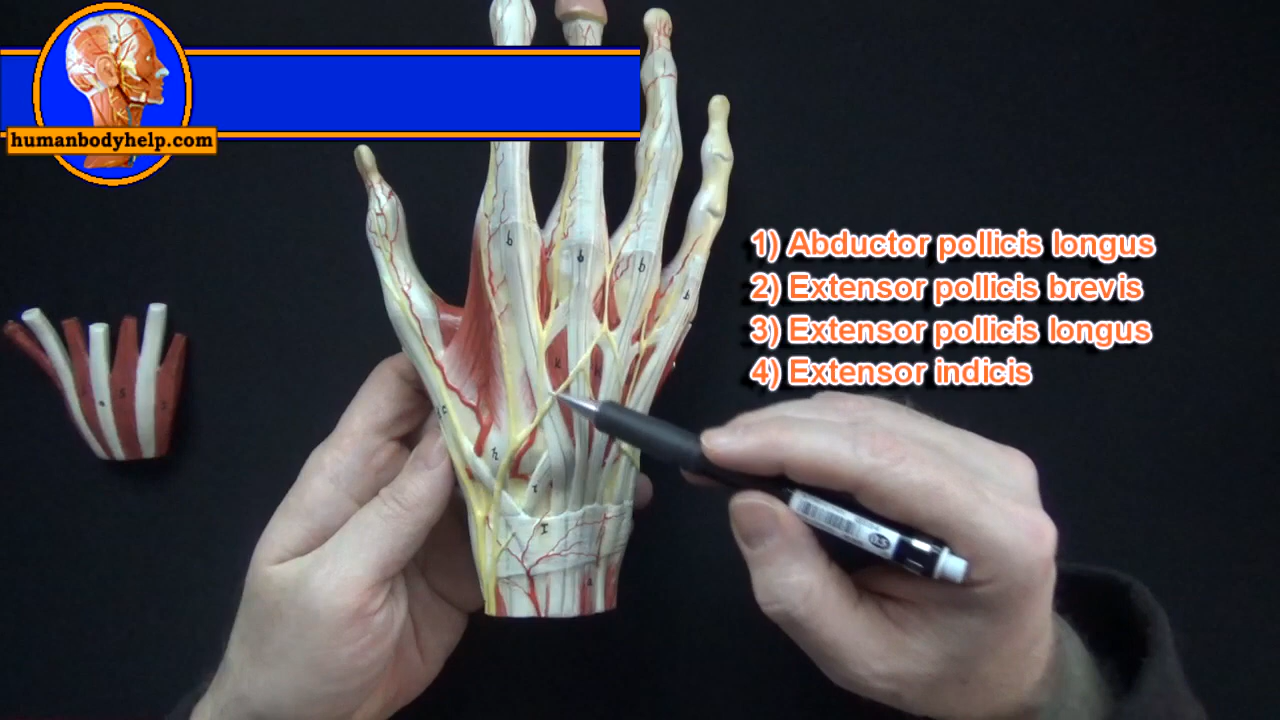 humanbodyhelp.com
1) Abductor pollicis longus
2) Extensor pollicis brevis
3) Extensor pollicis longus
4) Extensor indicis
b
b
b
b
k
h
I
s
s